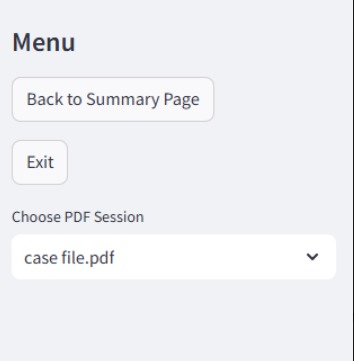 Menu
Back to Summary Page
Exit
Choose PDF Session
case file.pdf